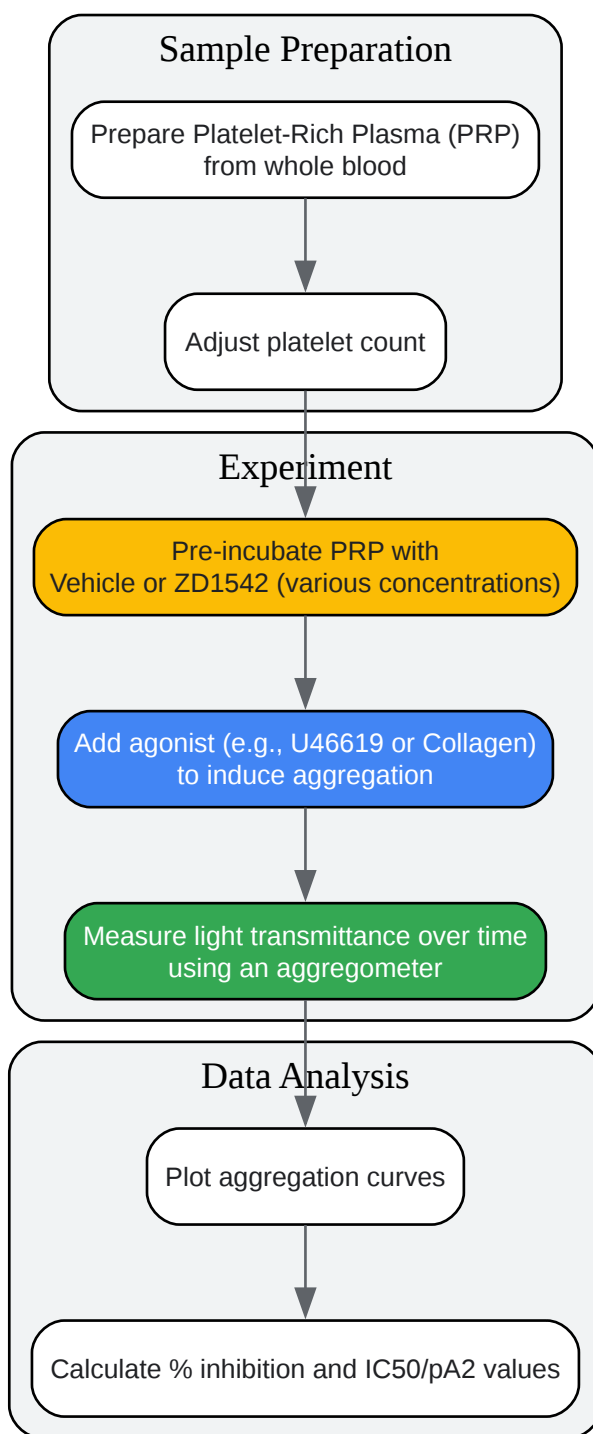 Sample Preparation
Prepare Platelet-Rich Plasma (PRP)
from whole blood
Adjust platelet count
Experiment
Pre-incubate PRP with
Vehicle or ZD1542 (various concentrations)
Add agonist (e.g., U46619 or Collagen)
to induce aggregation
Measure light transmittance over time
using an aggregometer
Data Analysis
Plot aggregation curves
Calculate % inhibition and IC50/pA2 values